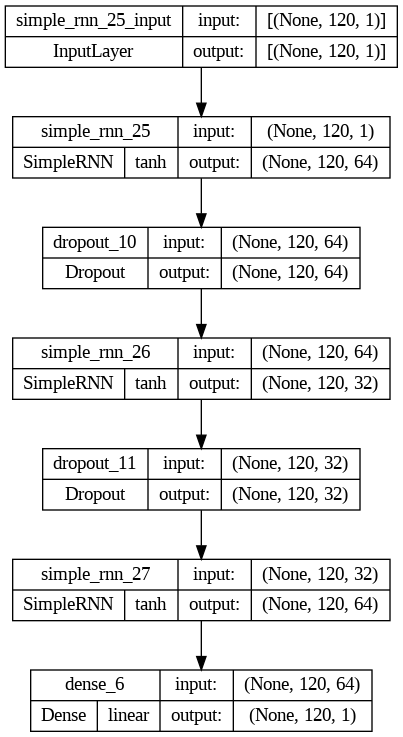 simple_rnn_25_input input: [(None, 120, 1)]
InputLayer output: [(None, 120, 1)]
simple_rnn_25 input: (None, 120, 1)
SimpleRNN tanh output: (None, 120, 64)
dropout_10 input: (None, 120, 64)
Dropout output: (None, 120, 64)
simple_rnn_26 input: (None, 120, 64)
SimpleRNN tanh output: (None, 120, 32)
dropout_11 input: (None, 120, 32)
Dropout output: (None, 120, 32)
simple_rnn_27 input: (None, 120, 32)
SimpleRNN tanh output: (None, 120, 64)
dense_6 input: (None, 120, 64)
Dense linear output: (None, 120, 1)